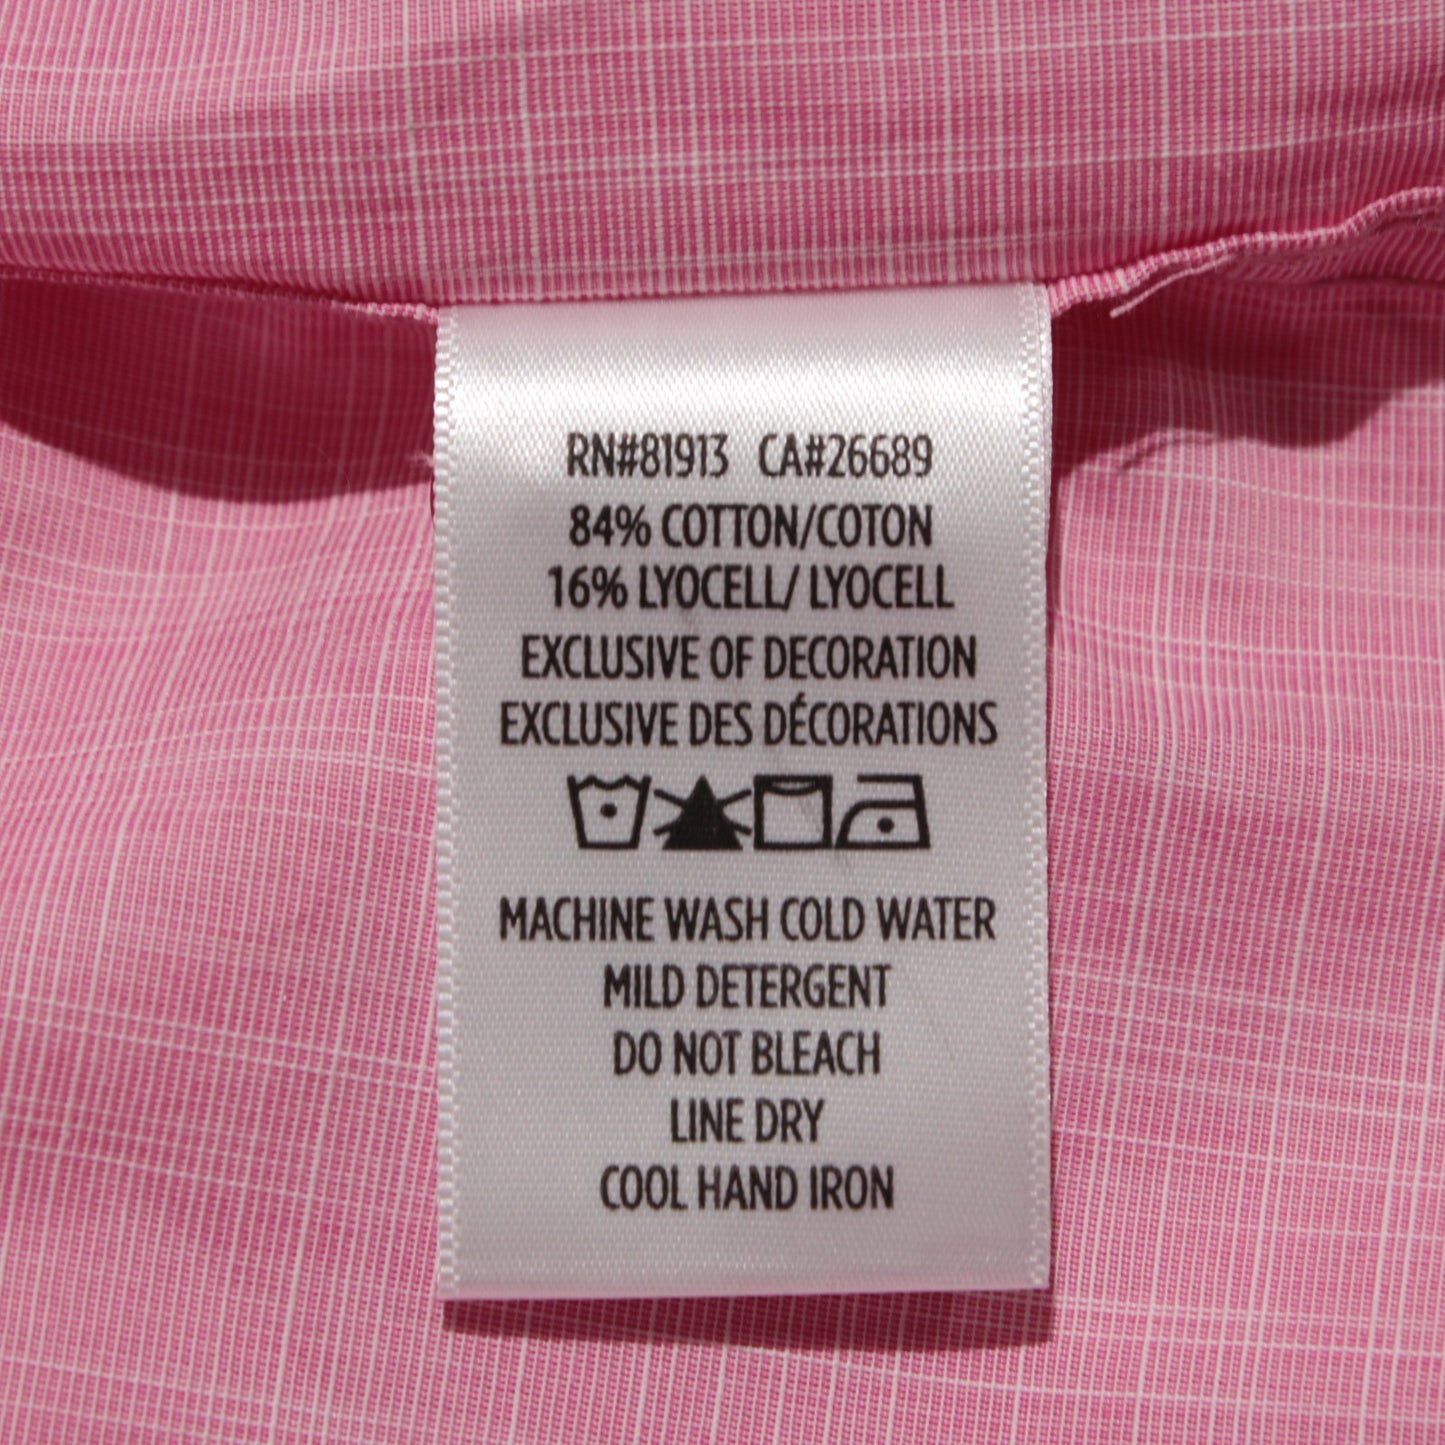 RN#81913 CA#26689
84% COTTON/COTON
16% LYOCELL/ LYOCELL
EXCLUSIVE OF DECORATION
EXCLUSIVE DES DÉCORATIONS
MACHINE WASH COLD WATER
MILD DETERGENT
DO NOT BLEACH
LINE DRY
COOL HAND IRON